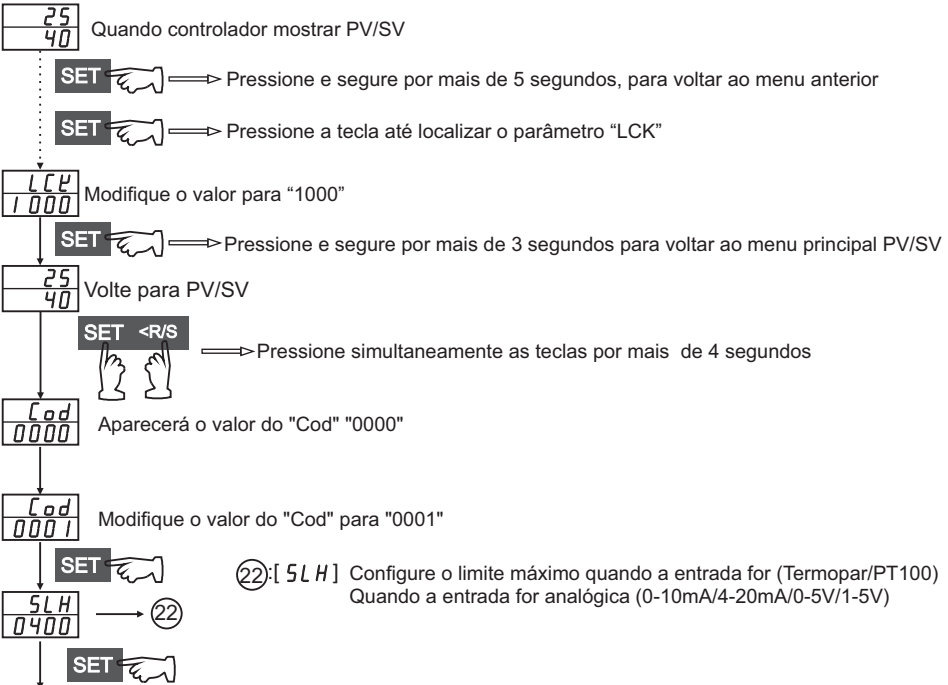 25
40
Quando controlador mostrar PV/SV
SET
Pressione e segure por mais de 5 segundos, para voltar ao menu anterior
SET
Pressione a tecla até localizar o parâmetro “LCK”
LCK
1000
Modifique o valor para “1000”
SET
Pressione e segure por mais de 3 segundos para voltar ao menu principal PV/SV
25
40
Volte para PV/SV
SET <R/S
Pressione simultaneamente as teclas por mais de 4 segundos
Cod
0000
Aparecerá o valor do "Cod" "0000"
Cod
0001
Modifique o valor do "Cod" para "0001"
SET
22:[SLH] Configure o limite máximo quando a entrada for (Termopar/PT100)
Quando a entrada for analógica (0-10mA/4-20mA/0-5V/1-5V)
SLH
0400
22
SET